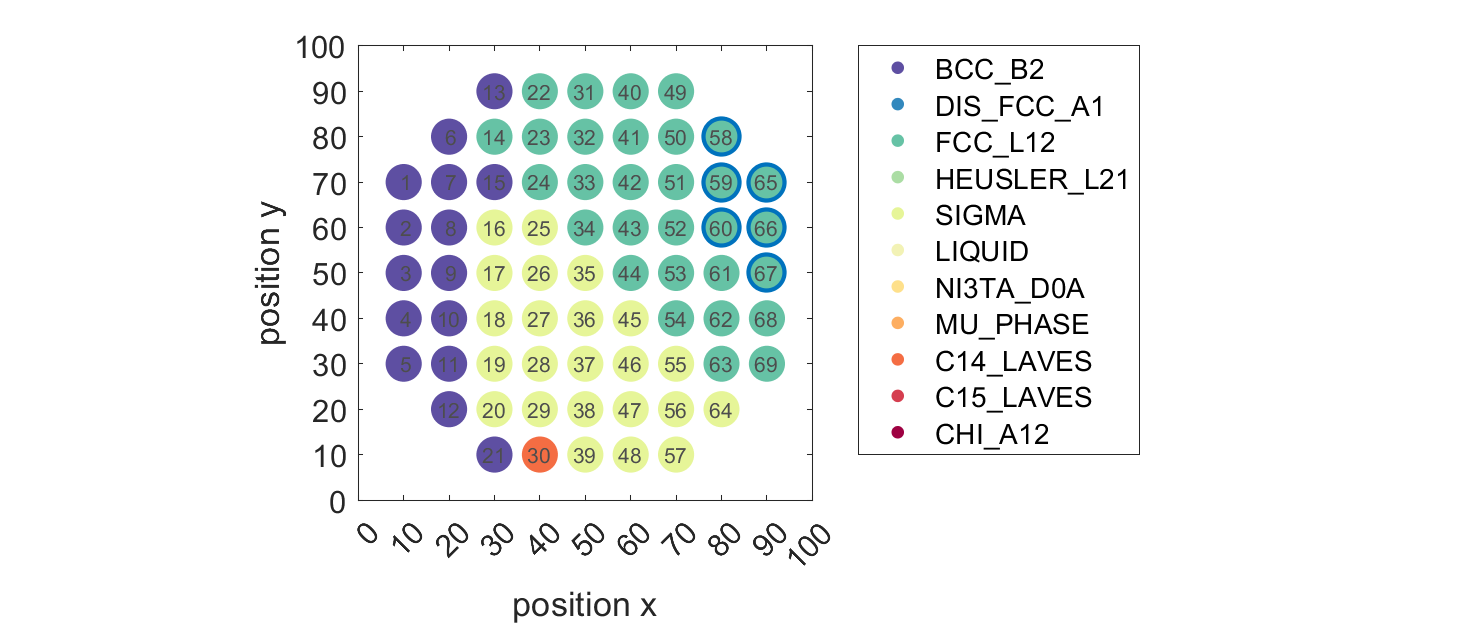 100
90
80
70
60
50
40
30
20
10
0
13 22 31 40 49
6 14 23 32 41 50 58
1 7 15 24 33 42 51 59 65
2 8 16 25 34 43 52 60 66
3 9 17 26 35 44 53 61 67
4 10 18 27 36 45 54 62 68
5 11 19 28 37 46 55 63 69
12 20 29 38 47 56 64
21 30 39 48 57
0 10 20 30 40 50 60 70 80 90 100
position x
position y
BCC_B2
DIS_FCC_A1
FCC_L12
HEUSLER_L21
SIGMA
LIQUID
NI3TA_D0A
MU_PHASE
C14_LAVES
C15_LAVES
CHI_A12